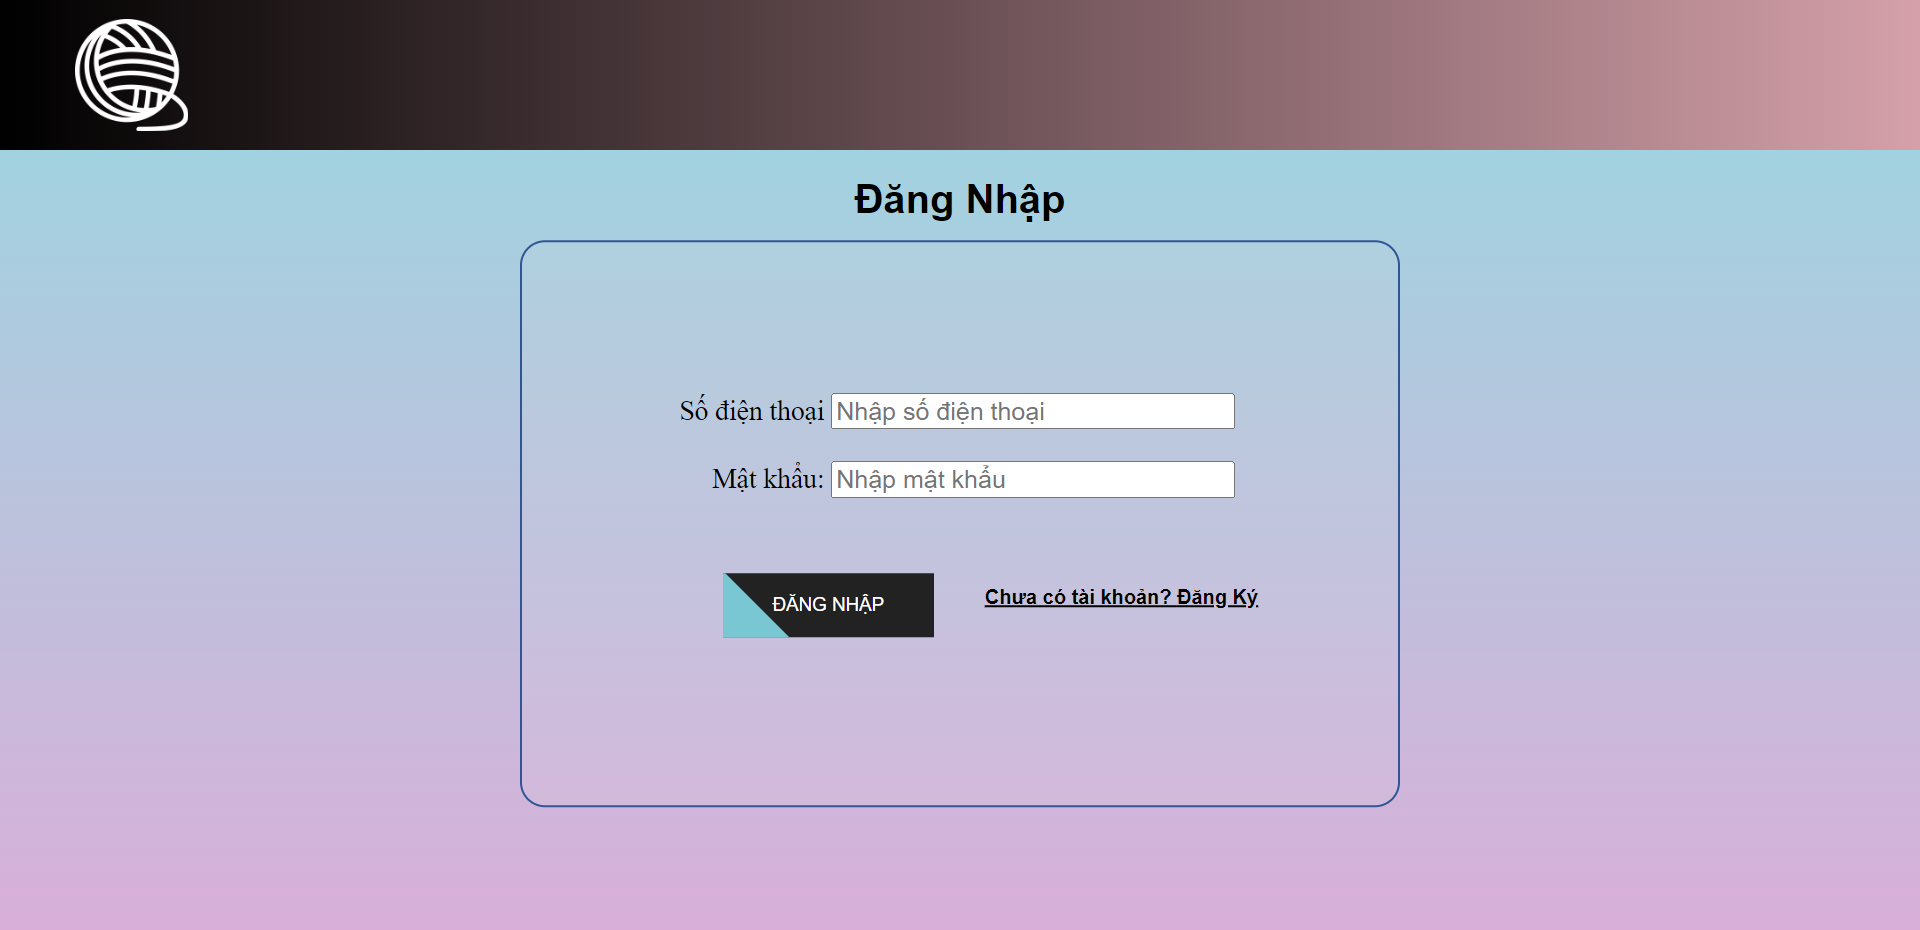 Đăng Nhập
Số điện thoại Nhập số điện thoại
Mật khẩu: Nhập mật khẩu
ĐĂNG NHẬP Chưa có tài khoản? Đăng Ký